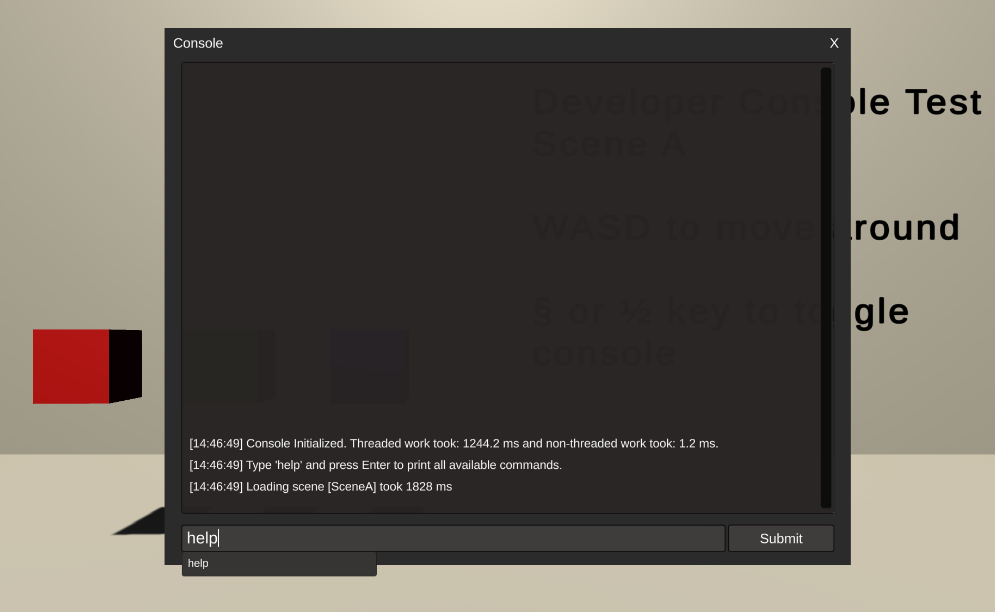 Console
X
Developer Console Test
Scene A
WASD to move around
§ or ½ key to toggle
console
[14:46:49] Console Initialized. Threaded work took: 1244.2 ms and non-threaded work took: 1.2 ms.
[14:46:49] Type 'help' and press Enter to print all available commands.
[14:46:49] Loading scene [SceneA] took 1828 ms
help
Submit
help